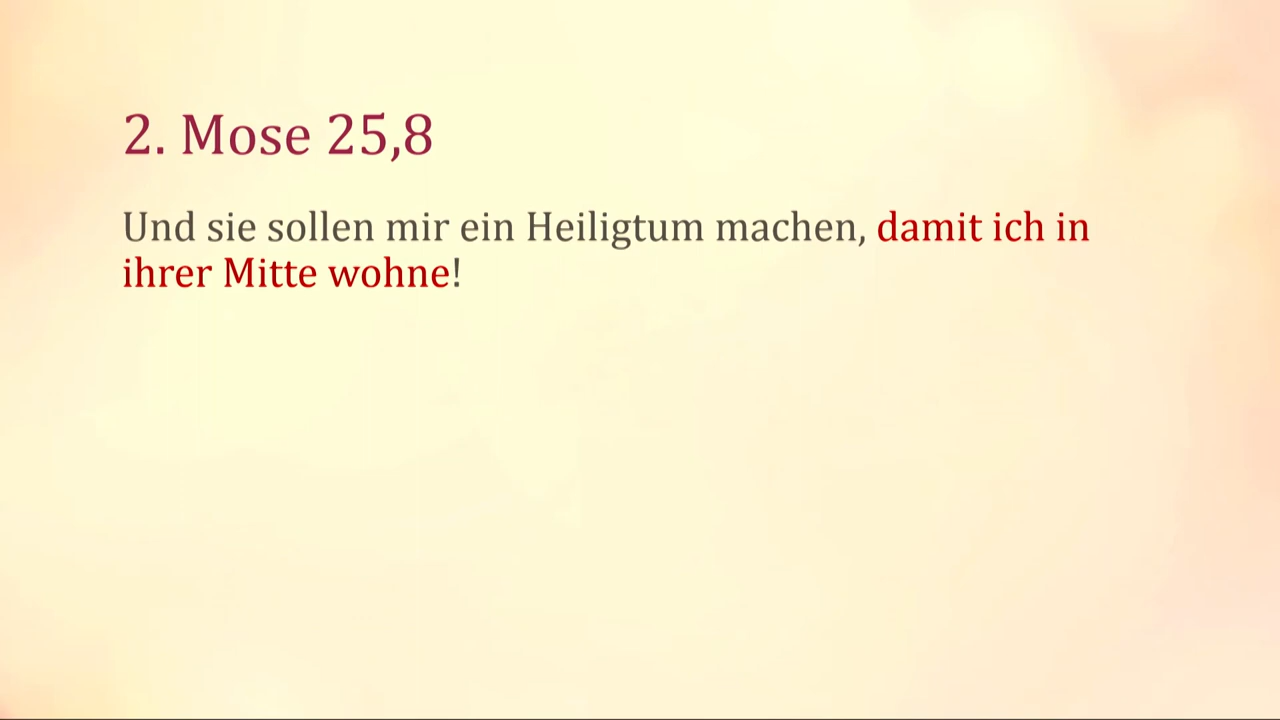 2. Mose 25,8
Und sie sollen mir ein Heiligtum machen, damit ich in
ihrer Mitte wohne!